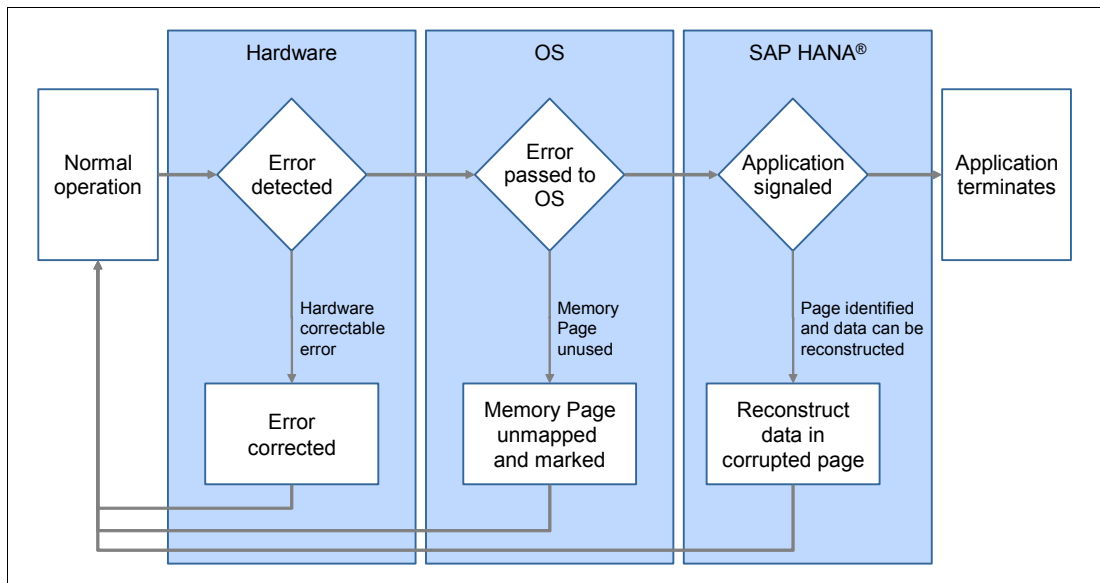 Hardware
OS
SAP HANA®
Normal
operation
Error
detected
Error
passed to
OS
Application
signaled
Application
terminates
Hardware
correctable
error
Memory
Page
unused
Page identified
and data can be
reconstructed
Error
corrected
Memory Page
unmapped
and marked
Reconstruct
data in
corrupted page